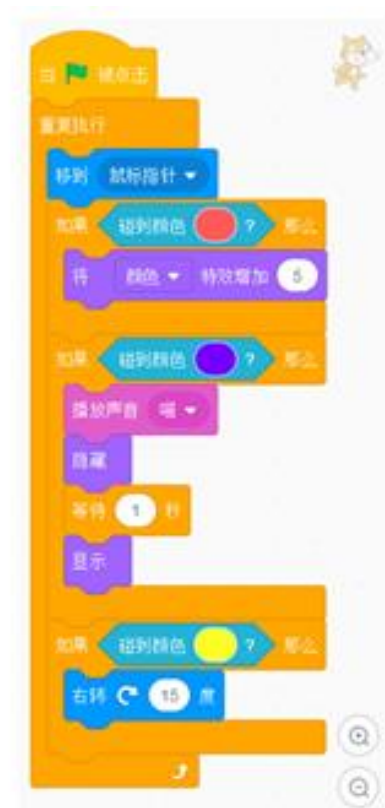 当 被点击
重复执行
移到 鼠标指针
如果 碰到颜色 ? 那么
将 颜色 特效增加 5
如果 碰到颜色 ? 那么
播放声音 喵
隐藏
等待 1 秒
显示
如果 碰到颜色 ? 那么
右转 15 度